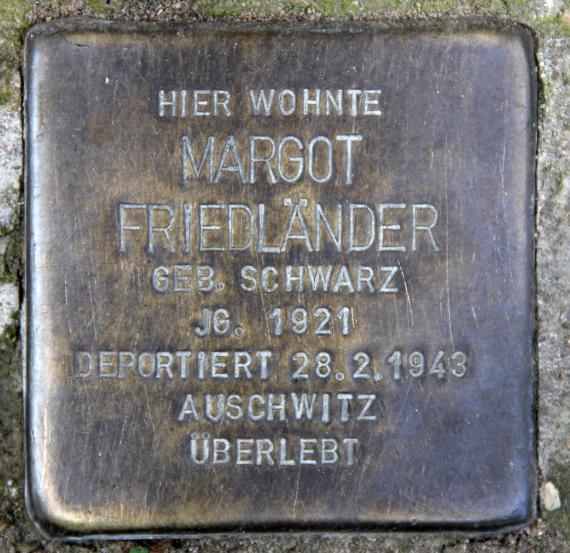 HIER WOHNTE
MARGOT
FRIEDLÄNDER
GEB. SCHWARZ
JG. 1921
DEPORTIERT 28.2.1943
AUSCHWITZ
ÜBERLEBT